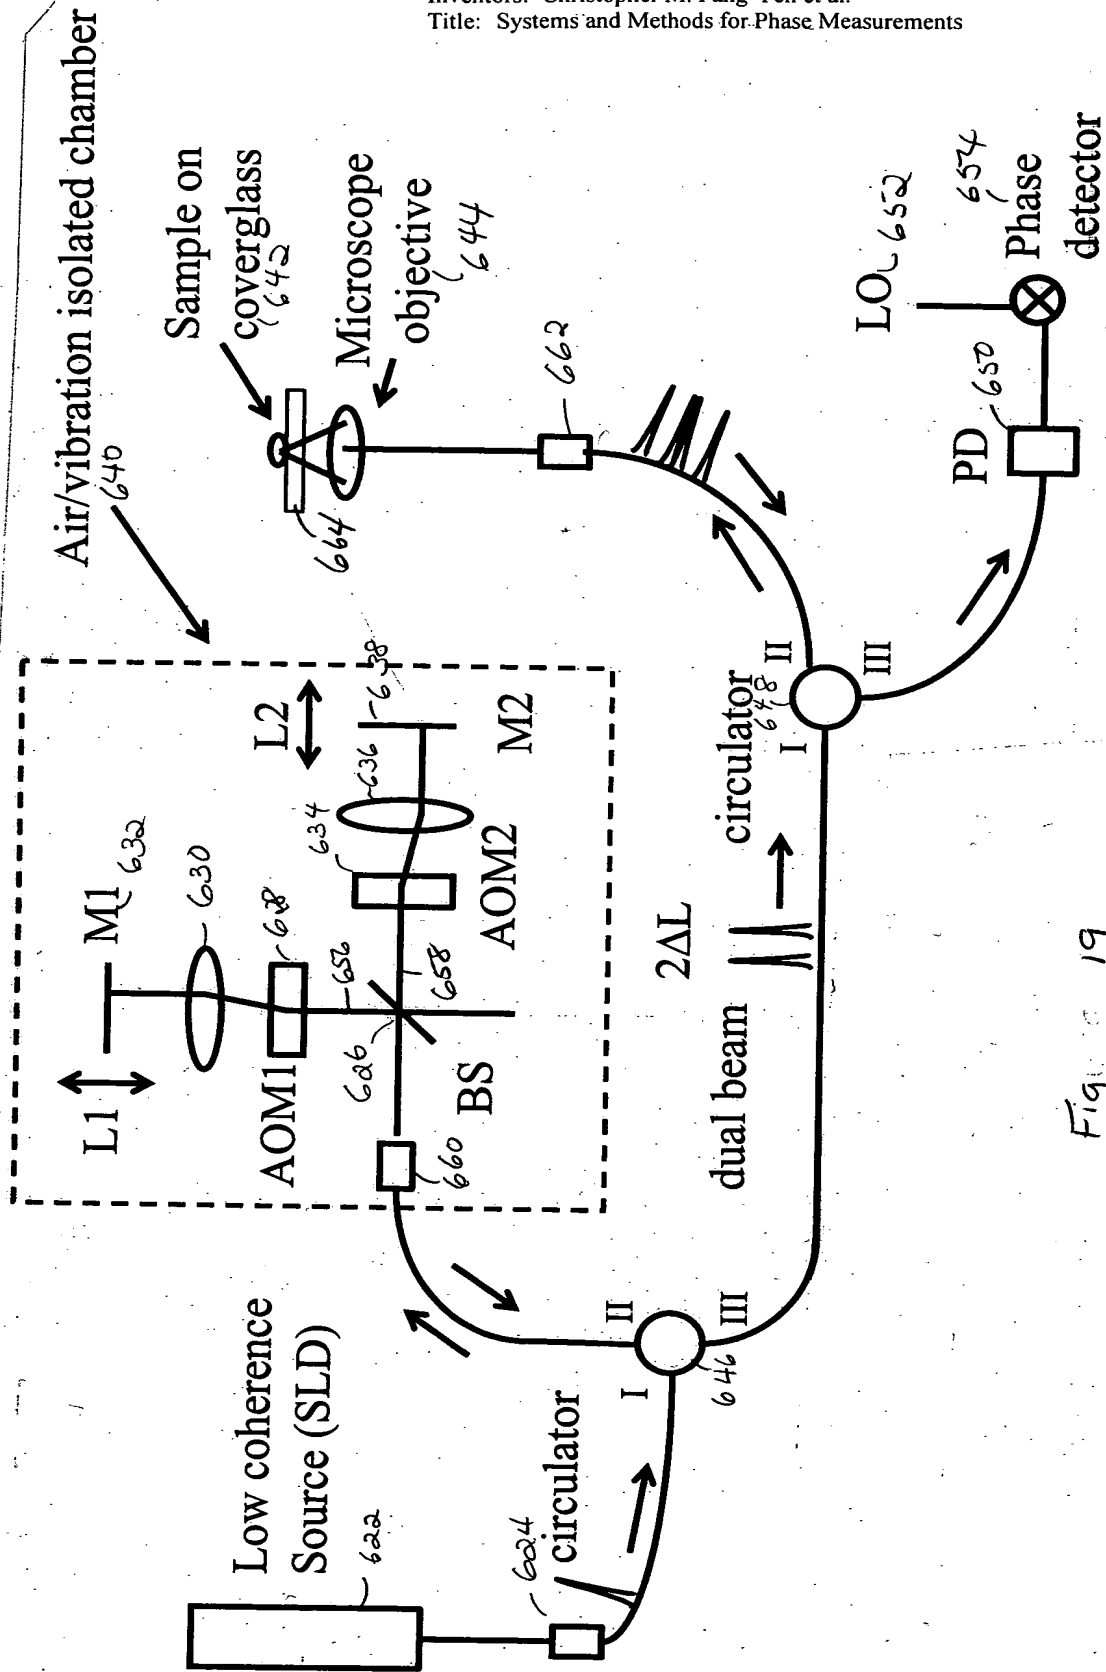 Title: Systems and Methods for Phase Measurements
Air/vibration isolated chamber
640
Sample on
coverglass
642
Microscope
objective
644
664
662
L1
M1
632
630
AOM1
628
656
626
BS
658
660
L2
638
636
634
M2
AOM2
Low coherence
Source (SLD)
622
624
circulator
I
II
III
646
dual beam
2ΔL
circulator
648
I
II
III
PD
650
LO
652
654
Phase
detector
19